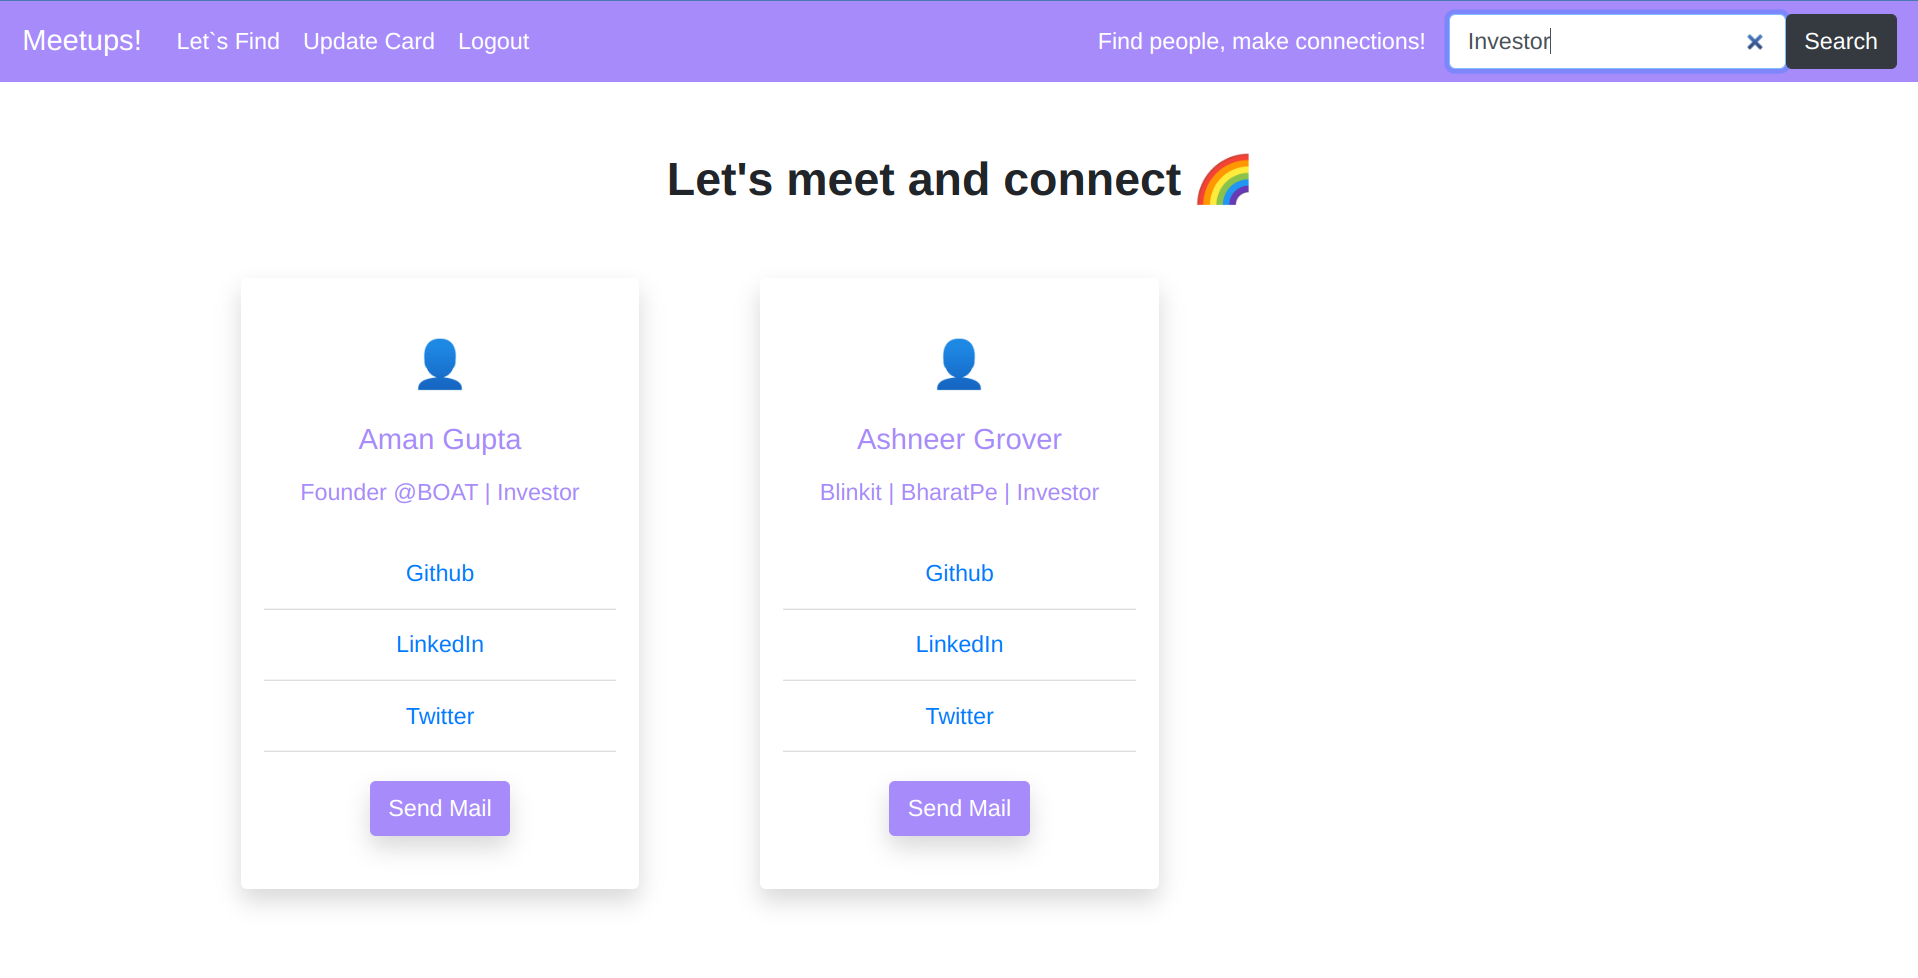 Meetups! Let`s Find Update Card Logout Find people, make connections! Investor Search
Let's meet and connect
Aman Gupta
Founder @BOAT | Investor
Github
LinkedIn
Twitter
Send Mail
Ashneer Grover
Blinkit | BharatPe | Investor
Github
LinkedIn
Twitter
Send Mail